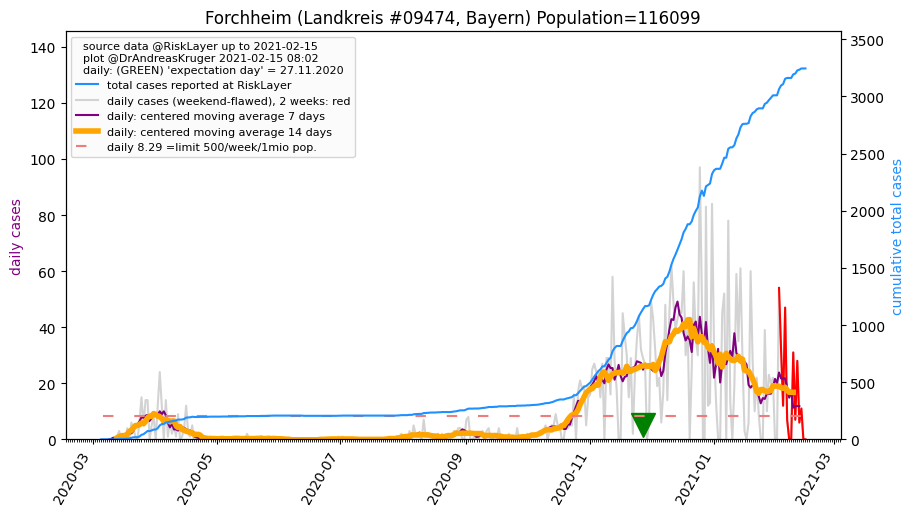 Forchheim (Landkreis #09474, Bayern) Population=116099
source data @RiskLayer up to 2021-02-15
plot @DrAndreasKruger 2021-02-15 08:02
daily: (GREEN) 'expectation day' = 27.11.2020
total cases reported at RiskLayer
daily cases (weekend-flawed), 2 weeks: red
daily: centered moving average 7 days
daily: centered moving average 14 days
daily 8.29 =limit 500/week/1mio pop.
daily cases
140
120
100
80
60
40
20
0
cumulative total cases
3500
3000
2500
2000
1500
1000
500
0
2020-03
2020-05
2020-07
2020-09
2020-11
2021-01
2021-03